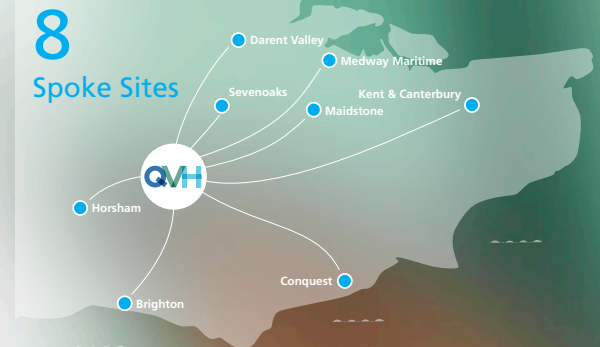 8
Spoke Sites
Darent Valley
Medway Maritime
Sevenoaks
Kent & Canterbury
Maidstone
QVH
Horsham
Conquest
Brighton